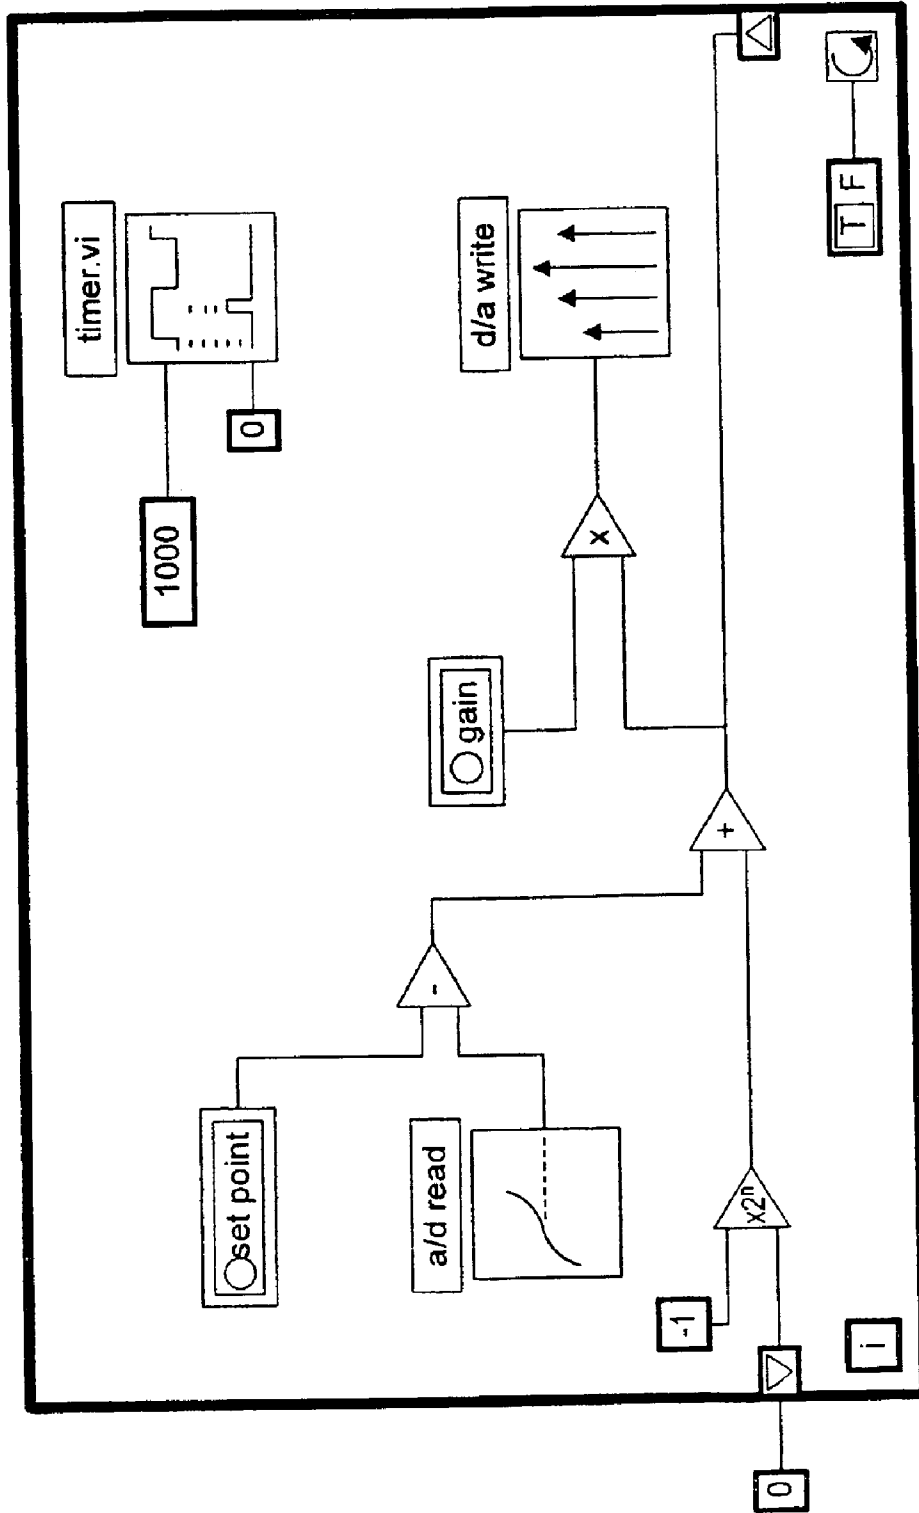 timer.vi
1000
0
set point
a/d read
-
gain
d/a write
x
+
-1
x2ⁿ
0
i
T F